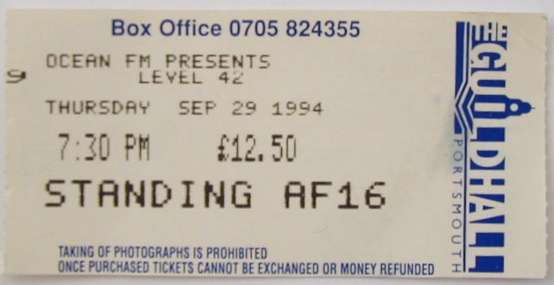 Box Office 0705 824355
OCEAN FM PRESENTS
LEVEL 42
THURSDAY SEP 29 1994
7:30 PM £12.50
STANDING AF16
TAKING OF PHOTOGRAPHS IS PROHIBITED
ONCE PURCHASED TICKETS CANNOT BE EXCHANGED OR MONEY REFUNDED
THE
GUILDHALL
PORTSMOUTH